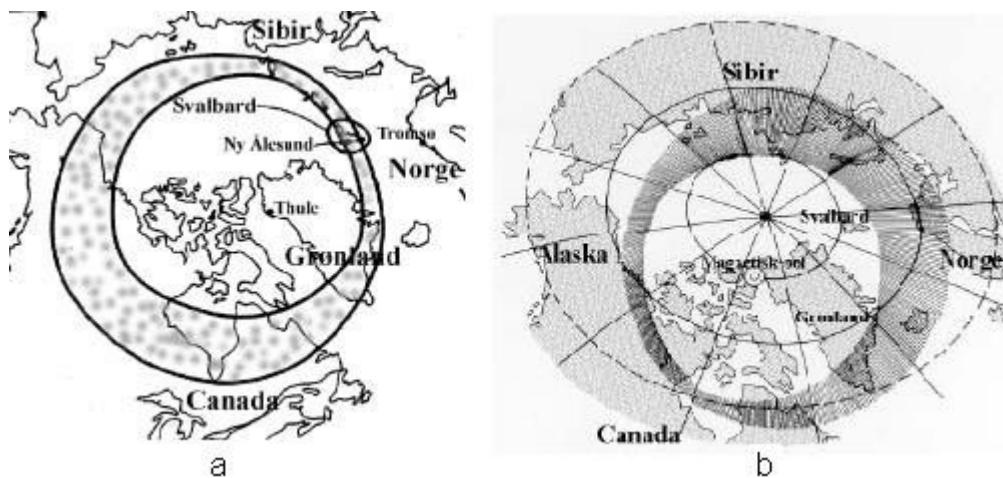 Sibir
Svalbard
Tromsø
Ny Ålesund
Norge
Thule
Grønland
Canada
a
Sibir
Svalbard
Alaska
Norge
Magnetisk pol
Grønland
Canada
b